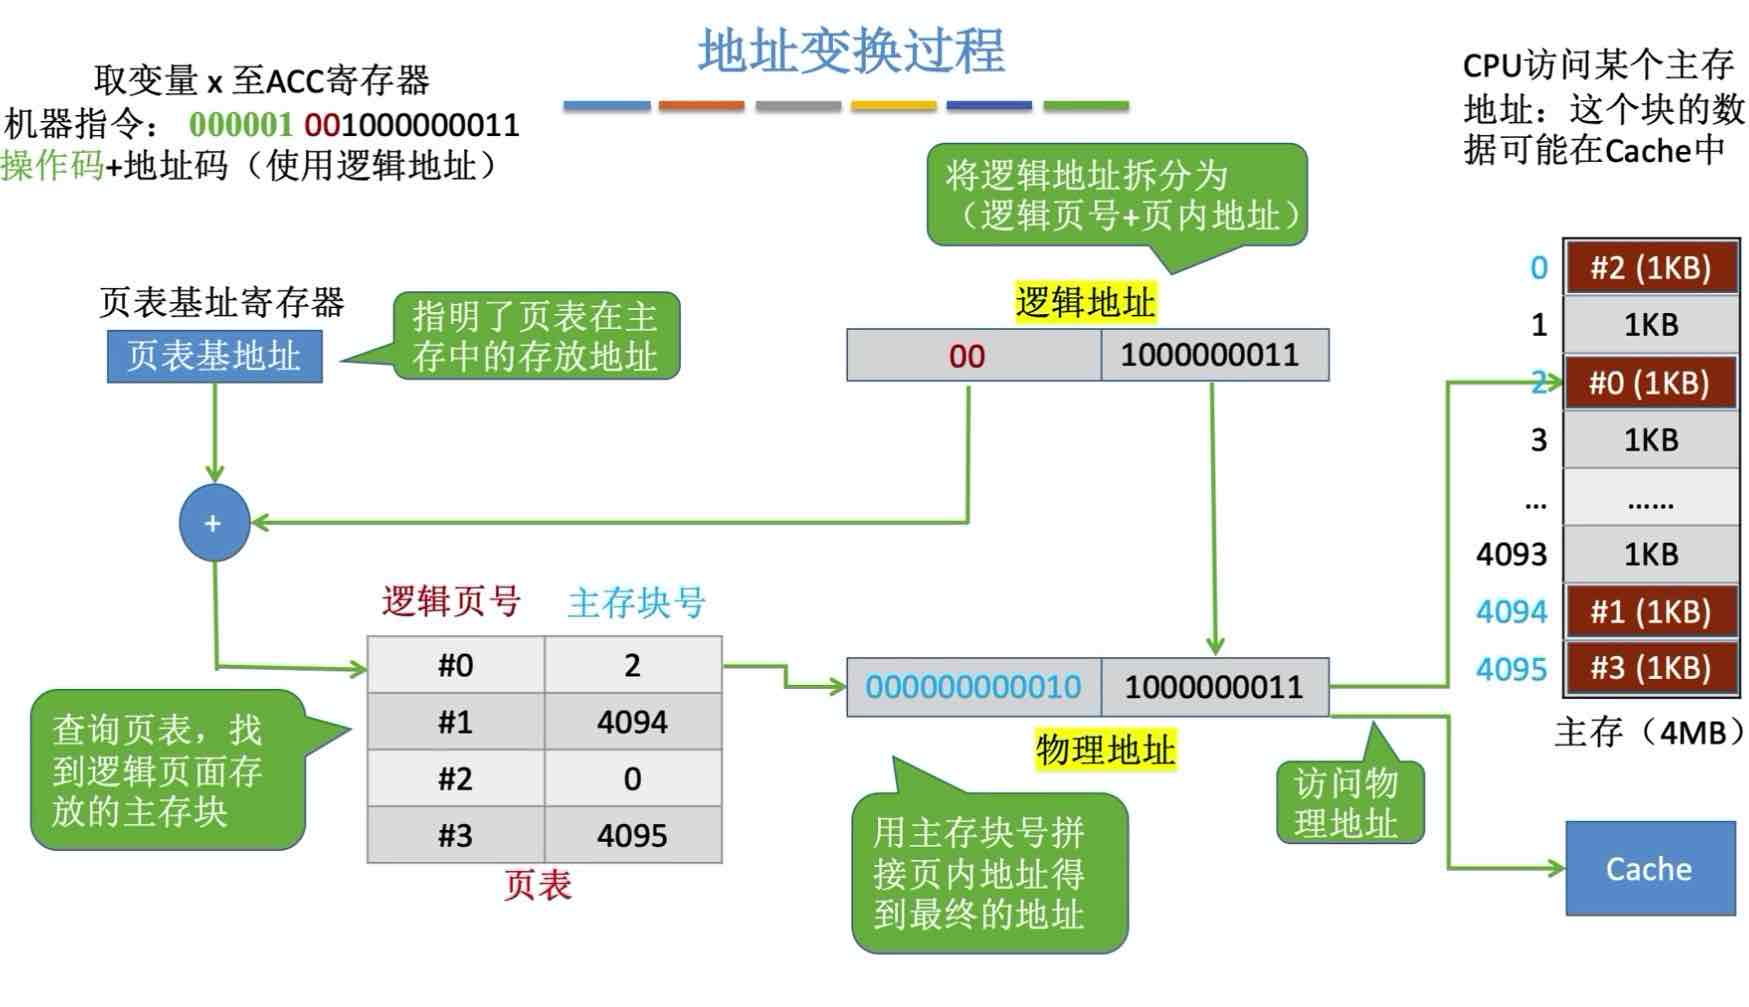 地址变换过程
取变量 x 至ACC寄存器
机器指令： 000001 001000000011
操作码+地址码（使用逻辑地址）
CPU访问某个主存
地址：这个块的数
据可能在Cache中
将逻辑地址拆分为
（逻辑页号+页内地址）
逻辑地址
00 1000000011
页表基址寄存器
页表基地址
指明了页表在主
存中的存放地址
+
逻辑页号 主存块号
#0 2
#1 4094
#2 0
#3 4095
页表
查询页表，找
到逻辑页面存
放的主存块
000000000010 1000000011
物理地址
用主存块号拼
接页内地址得
到最终的地址
访问物
理地址
0 #2 (1KB)
1 1KB
2 #0 (1KB)
3 1KB
... ......
4093 1KB
4094 #1 (1KB)
4095 #3 (1KB)
主存（4MB）
Cache